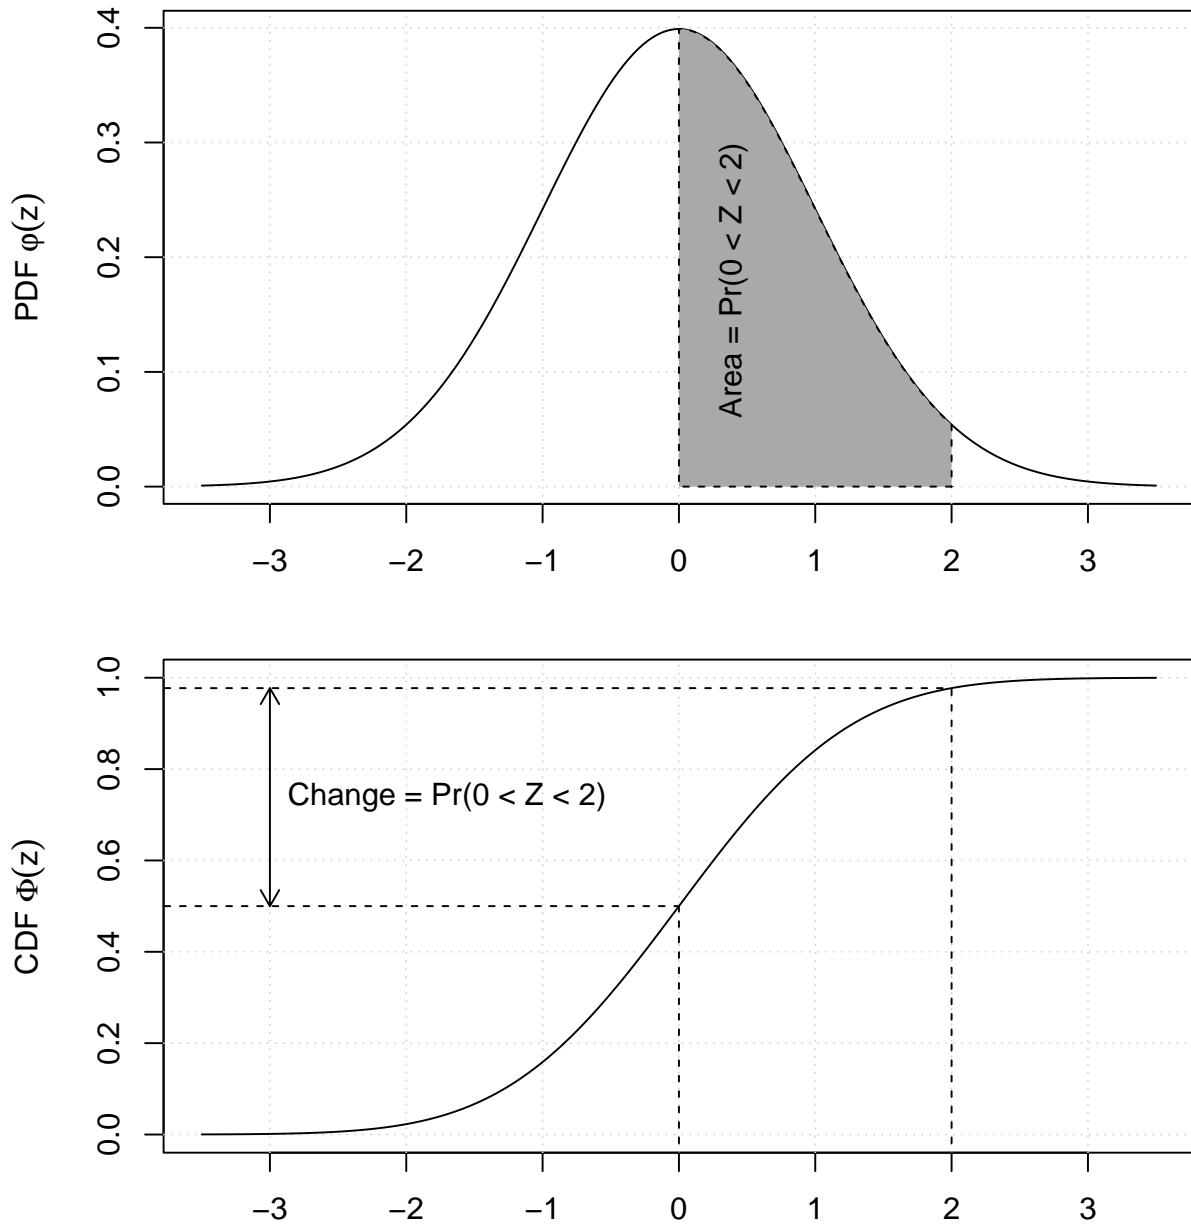 PDF φ(z)
0.4
0.3
0.2
0.1
0.0
Area = Pr(0 < Z < 2)
−3 −2 −1 0 1 2 3
CDF Φ(z)
1.0
0.8
0.6
0.4
0.2
0.0
Change = Pr(0 < Z < 2)
−3 −2 −1 0 1 2 3